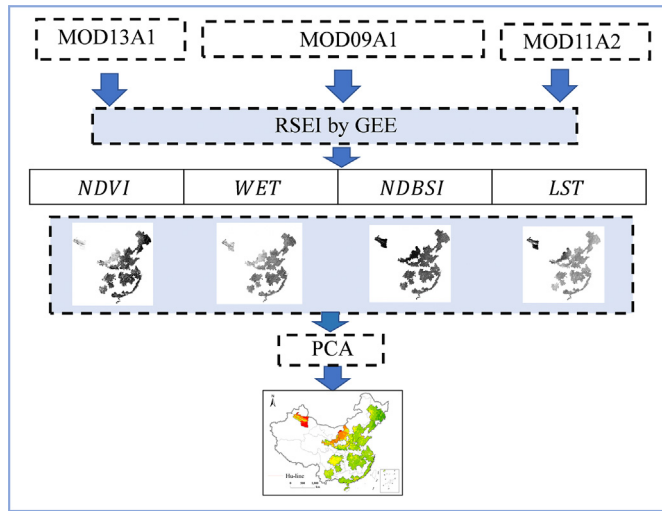 MOD13A1
MOD09A1
MOD11A2
RSEI by GEE
NDVI
WET
NDBSI
LST
PCA
N
Hu-line